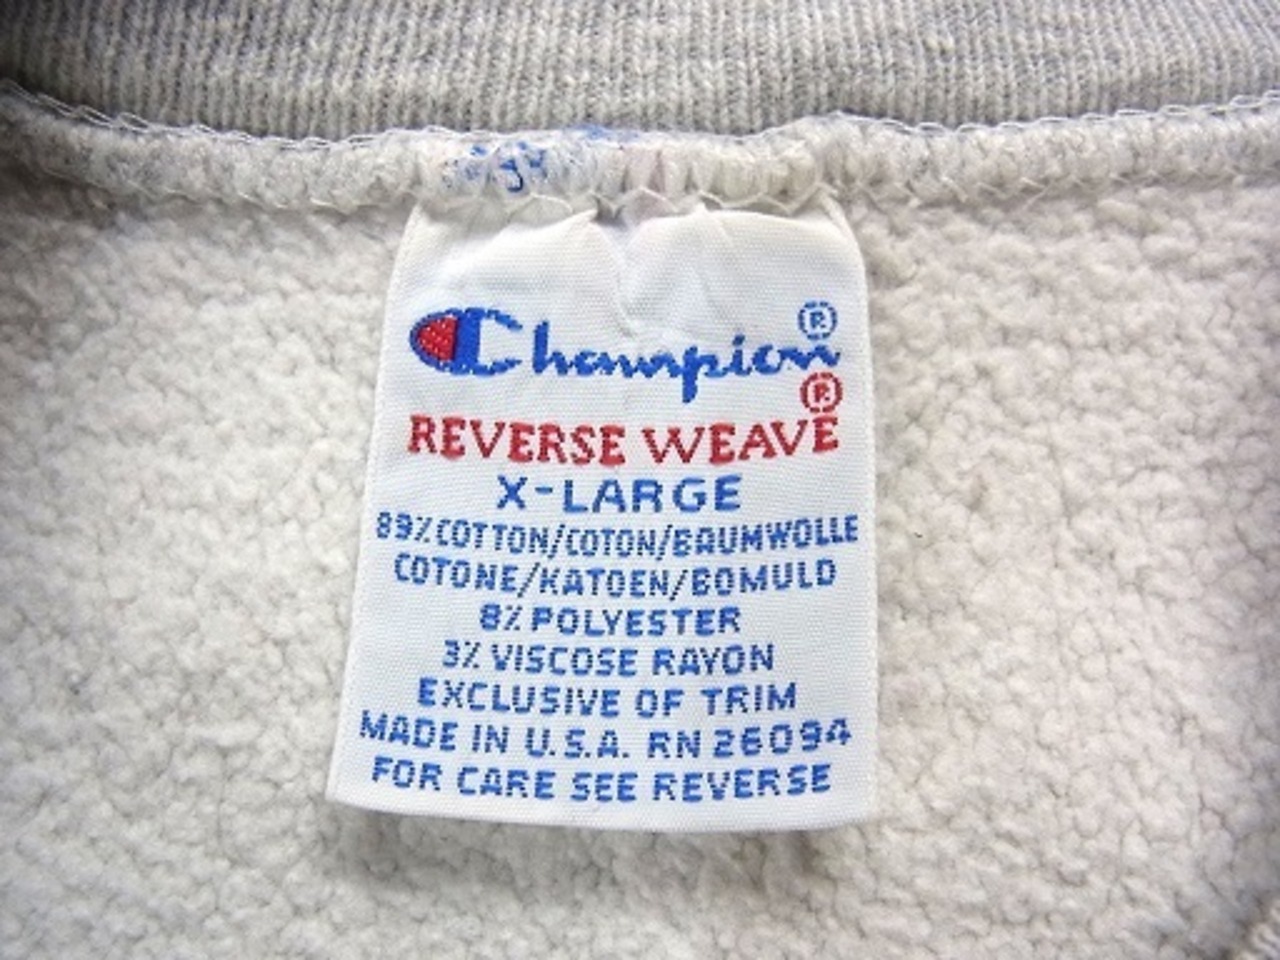 Champion®
REVERSE WEAVE®
X-LARGE
89% COTTON/COTON/BAUMWOLLE
COTONE/KATOEN/BOMULD
8% POLYESTER
3% VISCOSE RAYON
EXCLUSIVE OF TRIM
MADE IN U.S.A. RN 26094
FOR CARE SEE REVERSE